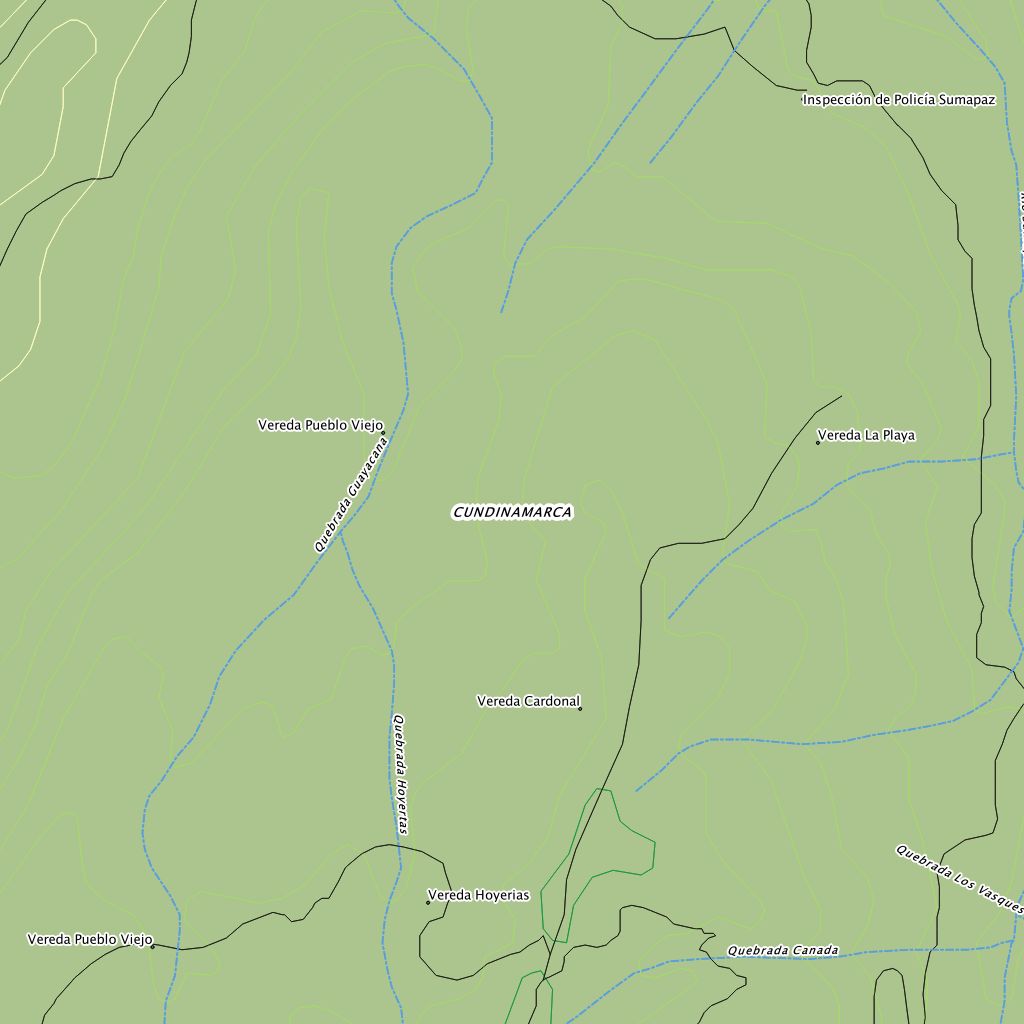 Inspección de Policía Sumapaz
Vereda Pueblo Viejo
Vereda La Playa
Quebrada Guayacana
CUNDINAMARCA
Vereda Cardonal
Quebrada Hoyertas
Quebrada Los Vasques
Vereda Hoyerias
Vereda Pueblo Viejo
Quebrada Canada